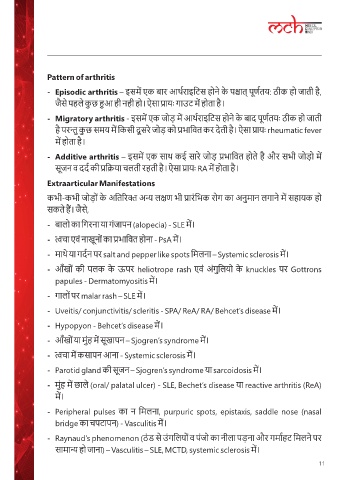 mch
Pattern of arthritis
- Episodic arthritis – इसमें एक बार आर्थराइटिस होने के पश्चात् पूर्णतय: ठीक हो जाती है,
जैसे पहले कुछ हुआ ही नही हो। ऐसा प्रायः गाउट में होता है।
- Migratory arthritis - इसमें एक जोड़ में आर्थराइटिस होने के बाद पूर्णतयः ठीक हो जाती
है परन्तु कुछ समय में किसी दूसरे जोड़ को प्रभावित कर देती है। ऐसा प्रायः rheumatic fever
में होता है।
- Additive arthritis – इसमें एक साथ कई सारे जोड़ प्रभावित होते है और सभी जोड़ो में
सूजन व दर्द की प्रक्रिया चलती रहती है। ऐसा प्रायः RA में होता है।
Extraarticular Manifestations
कभी-कभी जोड़ों के अतिरिक्त अन्य लक्षण भी प्रारंभिक रोग का अनुमान लगाने में सहायक हो
सकते हैं। जैसे,
- बालो का गिरना या गंजापन (alopecia) - SLE में।
- त्वचा एवं नाखूनों का प्रभावित होना - PsA में।
- माथे या गर्दन पर salt and pepper like spots मिलना – Systemic sclerosis में।
- आँखों की पलक के ऊपर heliotrope rash एवं अंगुलियो के knuckles पर Gottrons
papules - Dermatomyositis में।
- गालों पर malar rash – SLE में।
- Uveitis/ conjunctivitis/ scleritis - SPA/ ReA/ RA/ Behcet's disease में।
- Hypopyon - Behcet's disease में।
- आँखों या मुंह में सूखापन – Sjogren's syndrome में।
- त्वचा में कसापन आना - Systemic sclerosis में।
- Parotid gland की सूजन – Sjogren's syndrome या sarcoidosis में।
- मुंह में छाले (oral/ palatal ulcer) - SLE, Bechet's disease या reactive arthritis (ReA)
में।
- Peripheral pulses का न मिलना, purpuric spots, epistaxis, saddle nose (nasal
bridge का चपटापन) - Vasculitis में।
- Raynaud's phenomenon (ठंड से उंगलियों व पंजो का नीला पड़ना और गर्माहट मिलने पर
सामान्य हो जाना) – Vasculitis – SLE, MCTD, systemic sclerosis में।
11